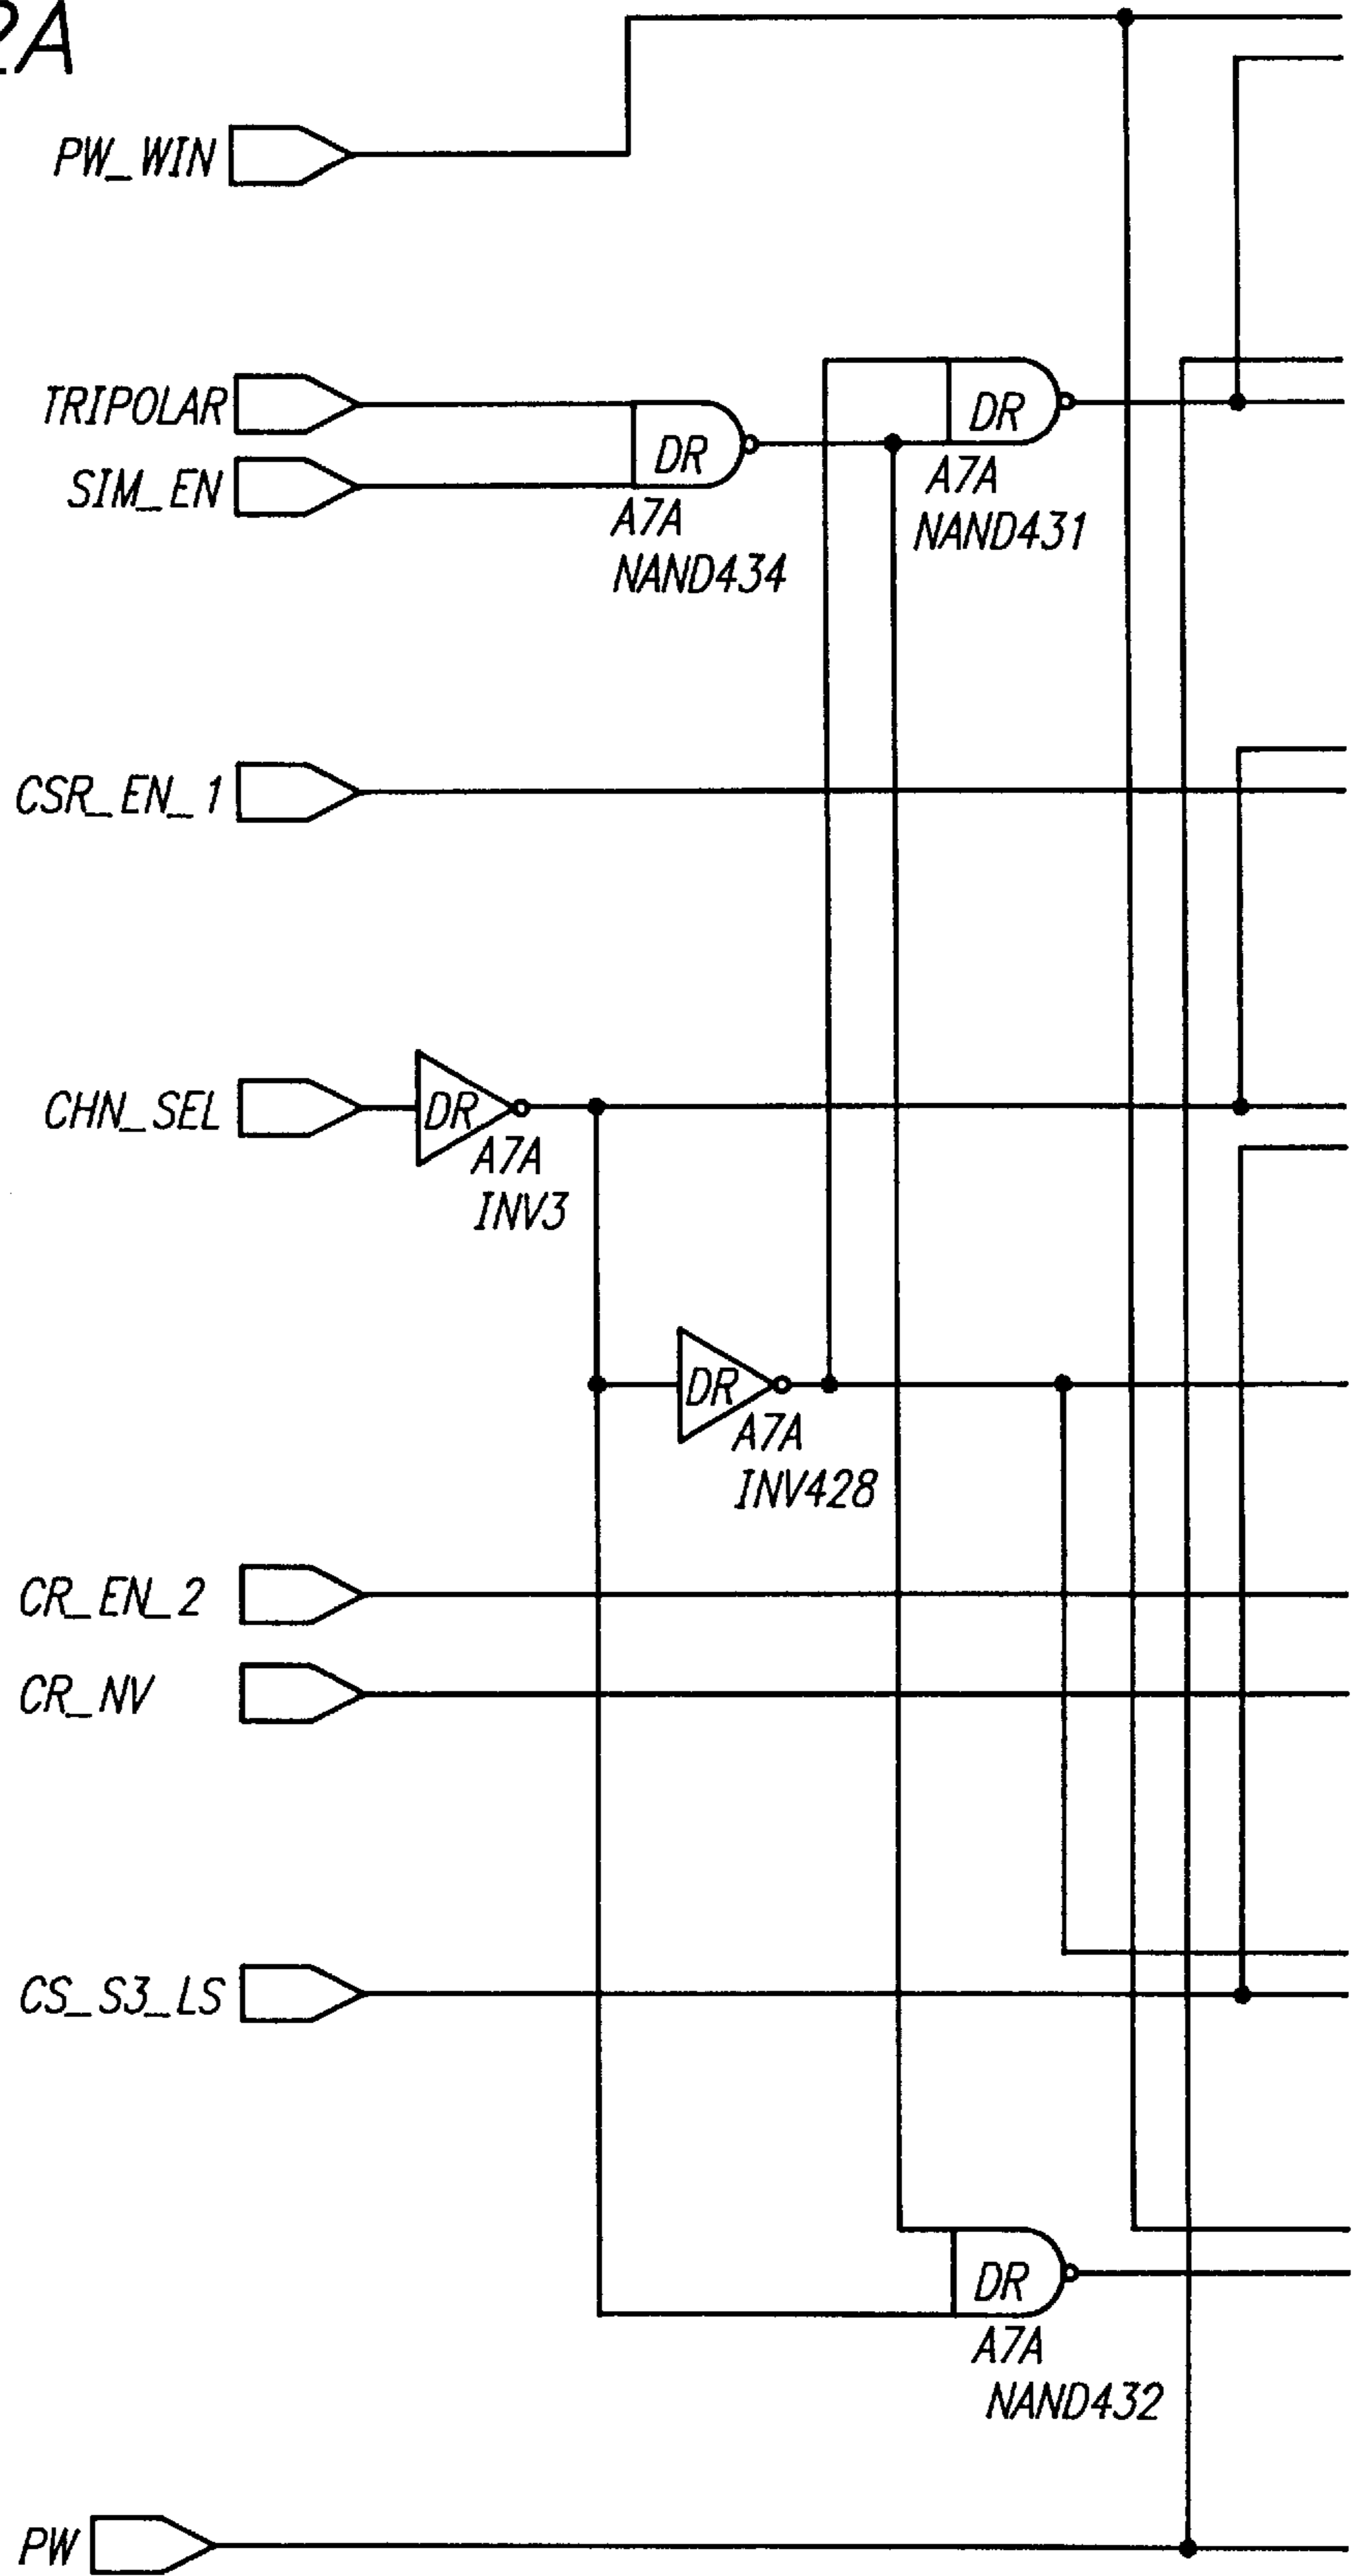 2A
PW_WIN
TRIPOLAR
SIM_EN
DR
A7A
NAND434
DR
A7A
NAND431
CSR_EN_1
CHN_SEL
DR
A7A
INV3
DR
A7A
INV428
CR_EN_2
CR_NV
CS_S3_LS
DR
A7A
NAND432
PW